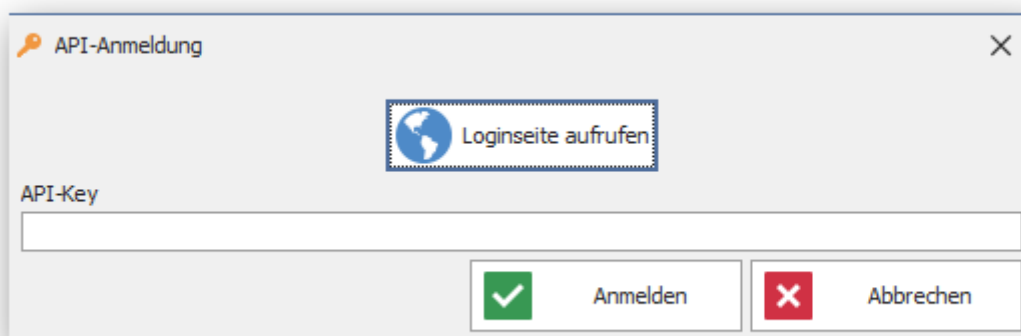 API-Anmeldung
Loginseite aufrufen
API-Key
Anmelden
Abbrechen